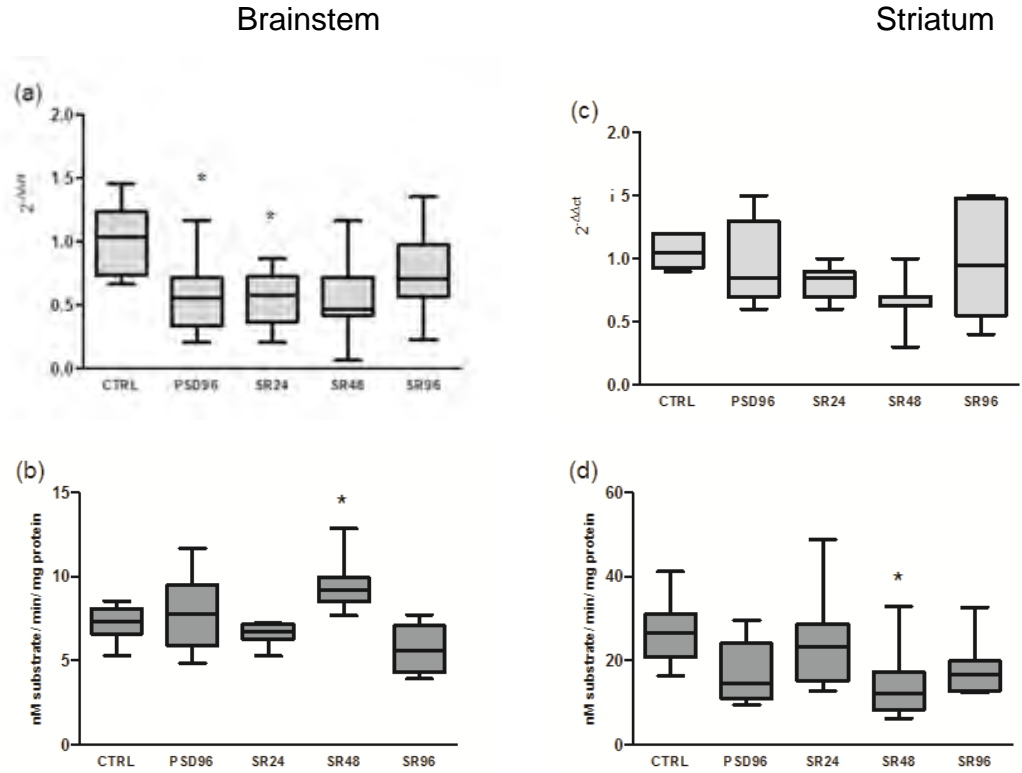 Brainstem
Striatum
(a)
2.0
1.5
1.0
0.5
0.0
*
*
CTRL PSD96 SR24 SR48 SR96
(c)
2.0
1 5
1.0
0.5
0.0
2-ΔΔct
CTRL PSD96 SR24 SR48 SR96
(b)
nM substrate/ min/ mg protein
15
10
5
0
*
CTRL PSD96 SR24 SR48 SR96
(d)
nM substrate/ min/ mg protein
60
40
20
0
*
CTRL PSD96 SR24 SR48 SR96